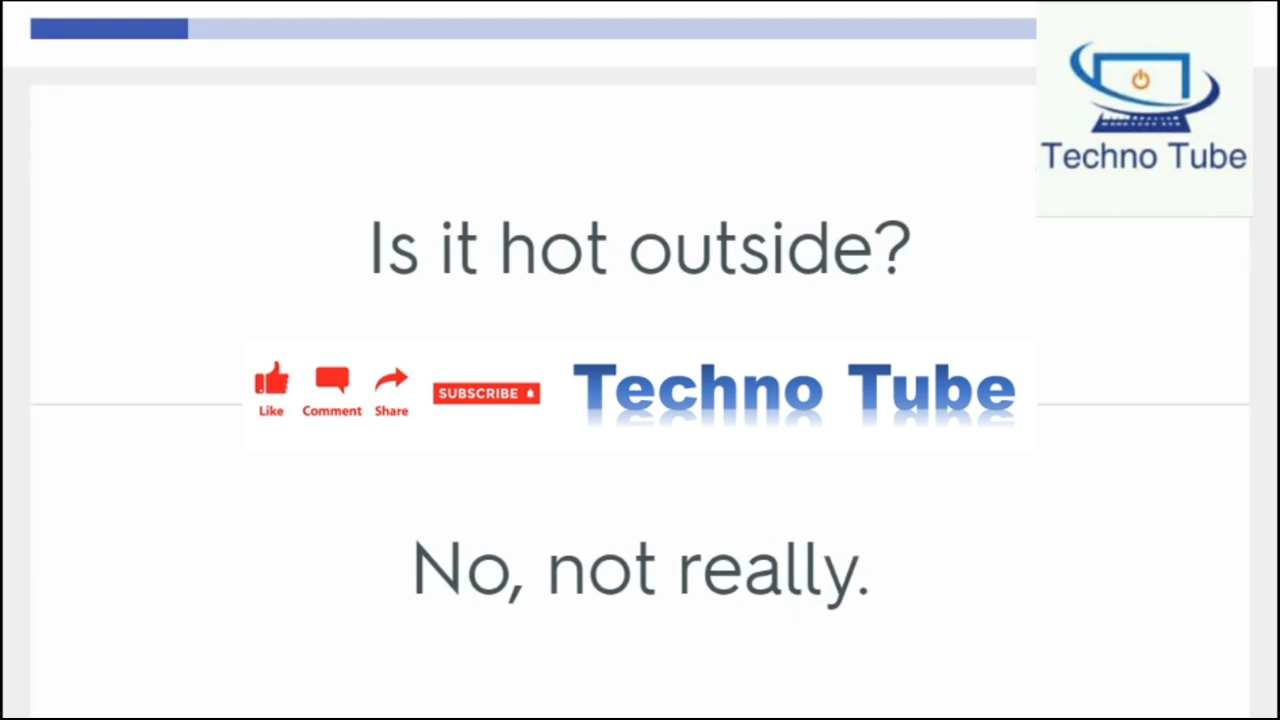 Techno Tube
Is it hot outside?
Like Comment Share SUBSCRIBE Techno Tube
No, not really.